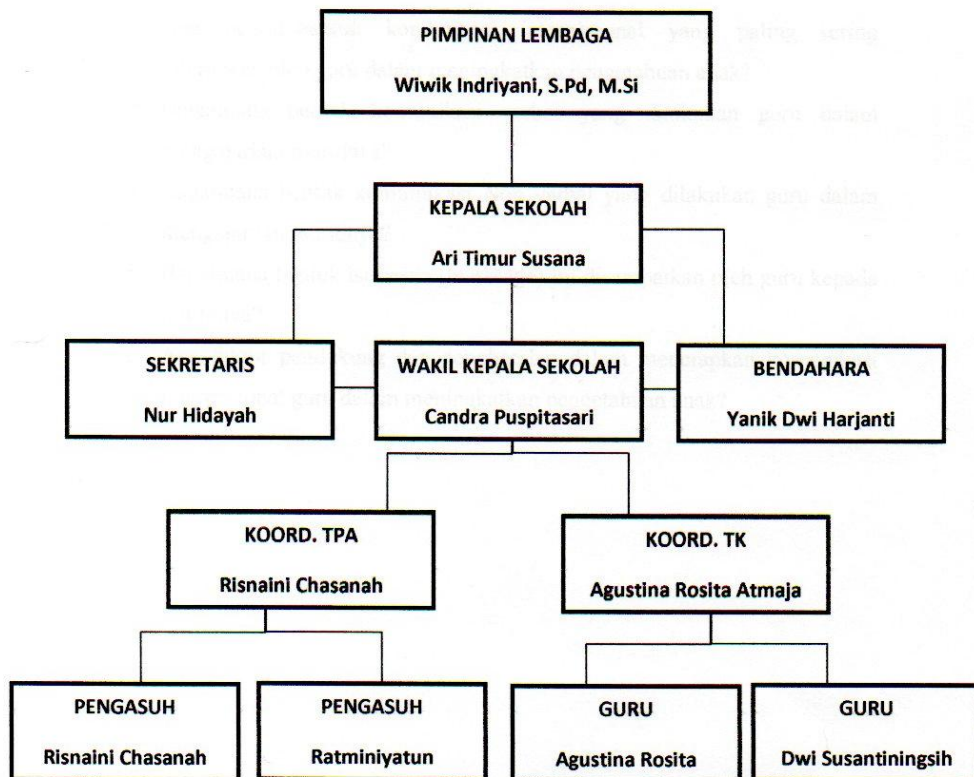 PIMPINAN LEMBAGA
Wiwik Indriyani, S.Pd, M.Si
KEPALA SEKOLAH
Ari Timur Susana
SEKRETARIS
Nur Hidayah
WAKIL KEPALA SEKOLAH
Candra Puspitasari
BENDAHARA
Yanik Dwi Harjanti
KOORD. TPA
Risnaini Chasanah
KOORD. TK
Agustina Rosita Atmaja
PENGASUH
Risnaini Chasanah
PENGASUH
Ratminiyatun
GURU
Agustina Rosita
GURU
Dwi Susantiningsih